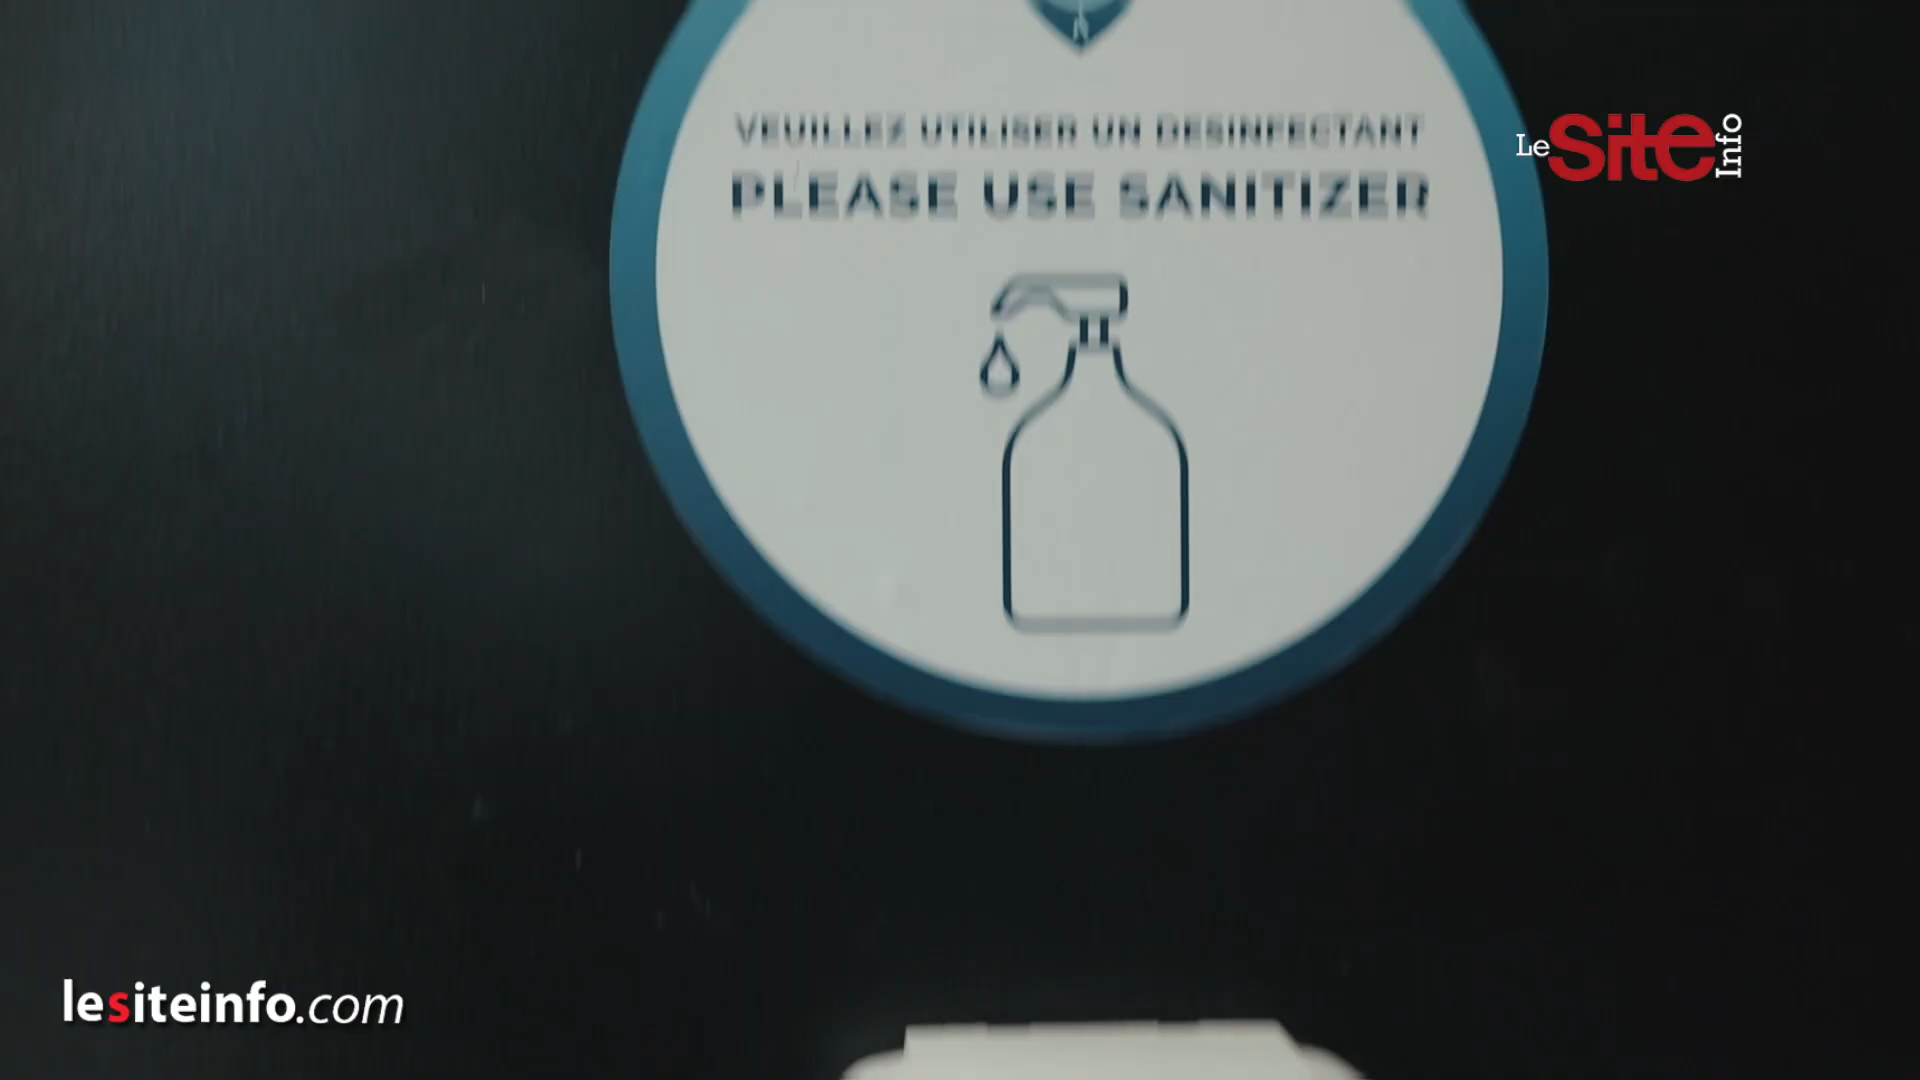 VEUILLEZ UTILISER UN DESINFECTANT
PLEASE USE SANITIZER
Le Site Info
lesiteinfo.com